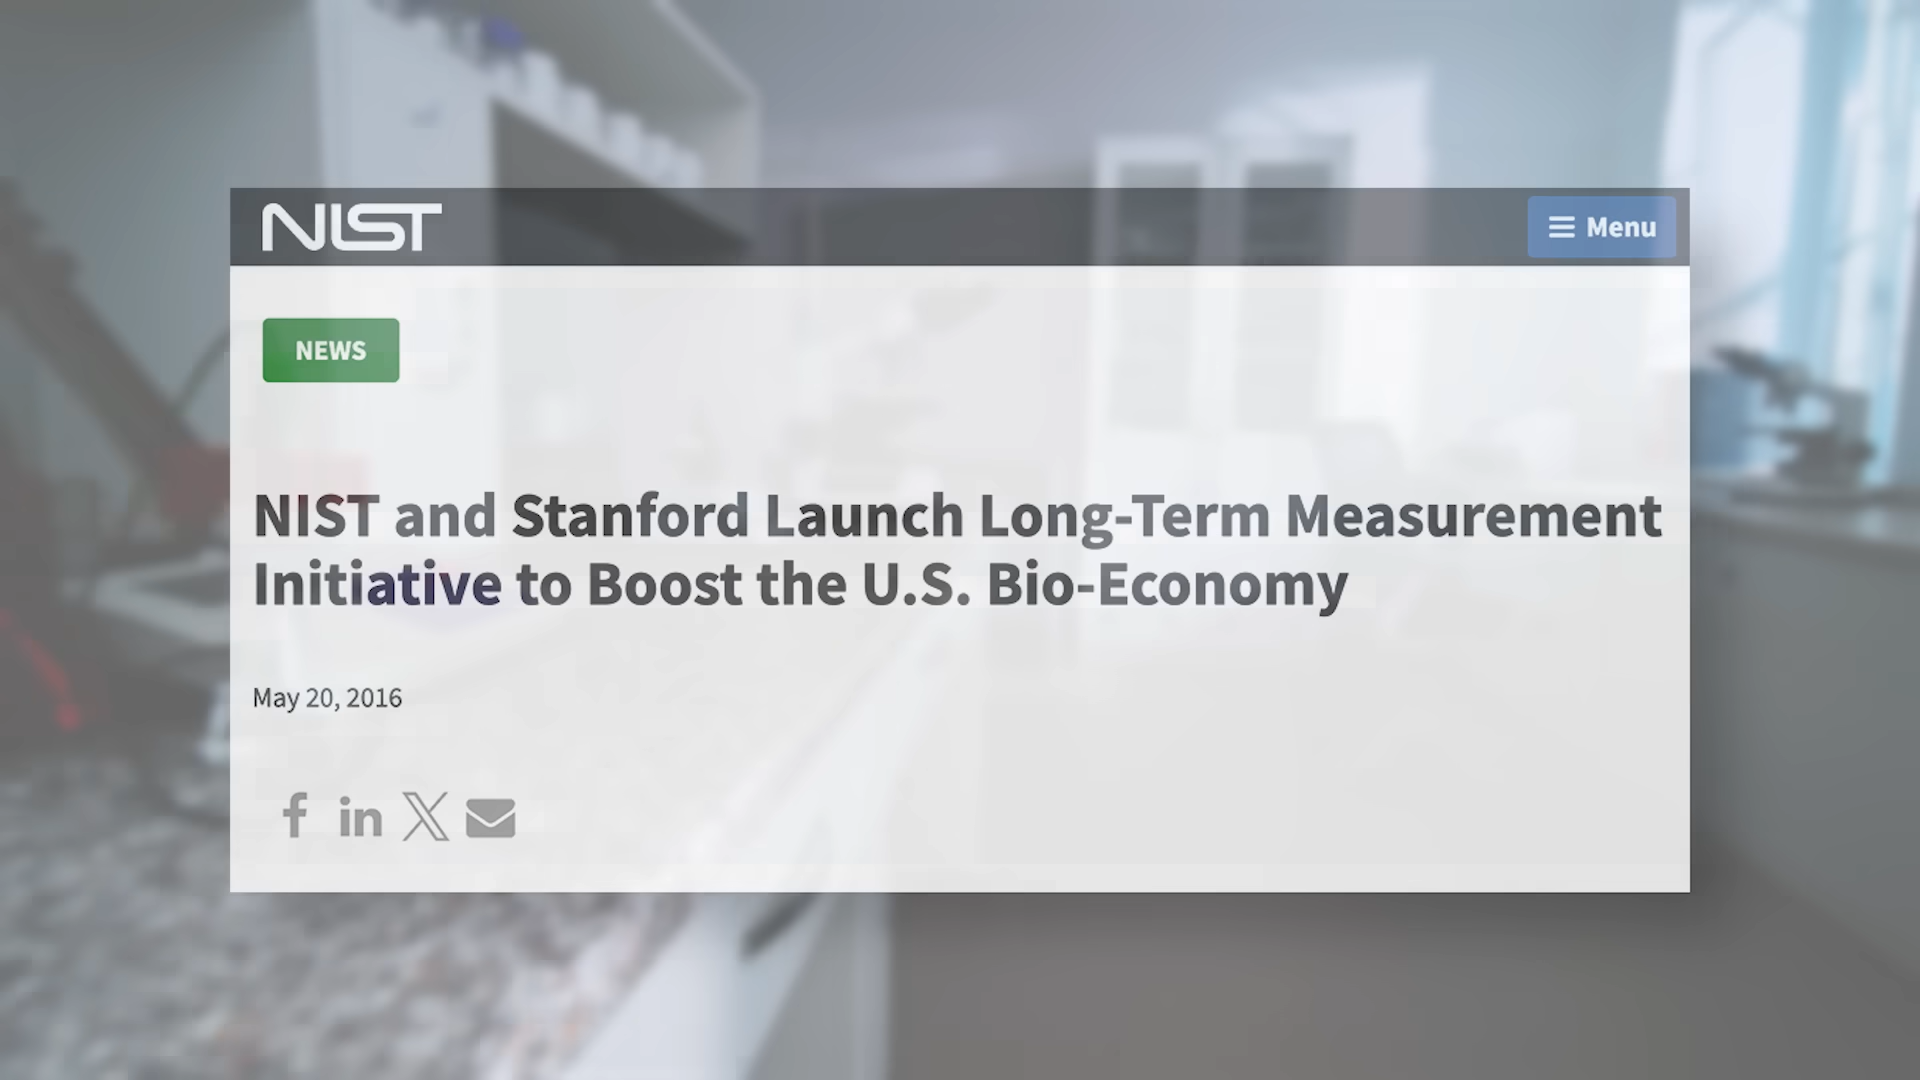 NIST
Menu
NEWS
NIST and Stanford Launch Long-Term Measurement
Initiative to Boost the U.S. Bio-Economy
May 20, 2016